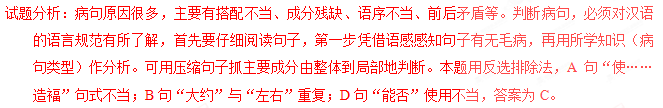 试题分析：病句原因很多，主要有搭配不当、成分残缺、语序不当、前后矛盾等。判断病句，必须对汉语
的语言规范有所了解，首先要仔细阅读句子，第一步凭借语感感知句子有无毛病，再用所学知识（病
句类型）作分析。可用压缩句子抓主要成分由整体到局部地判断。本题用反选排除法，A 句“使……
造福”句式不当；B 句“大约”与“左右”重复；D 句“能否”使用不当，答案为 C。